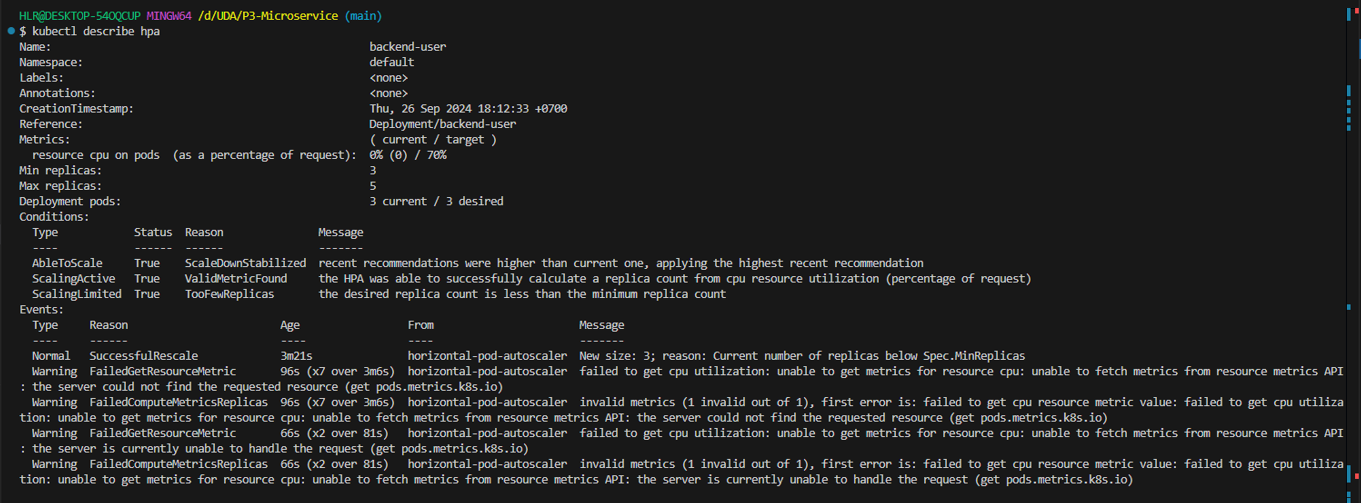 HLR@DESKTOP-54OQCUP MINGW64 /d/UDA/P3-Microservice (main)
$ kubectl describe hpa
Name:                                                  backend-user
Namespace:                                             default
Labels:                                                <none>
Annotations:                                           <none>
CreationTimestamp:                                     Thu, 26 Sep 2024 18:12:33 +0700
Reference:                                             Deployment/backend-user
Metrics:                                               ( current / target )
  resource cpu on pods  (as a percentage of request):  0% (0) / 70%
Min replicas:                                          3
Max replicas:                                          5
Deployment pods:                                       3 current / 3 desired
Conditions:
  Type            Status  Reason               Message
  ----            ------  ------               -------
  AbleToScale     True    ScaleDownStabilized  recent recommendations were higher than current one, applying the highest recent recommendation
  ScalingActive   True    ValidMetricFound     the HPA was able to successfully calculate a replica count from cpu resource utilization (percentage of request)
  ScalingLimited  True    TooFewReplicas       the desired replica count is less than the minimum replica count
Events:
  Type     Reason                        Age                 From                       Message
  ----     ------                        ----                ----                       -------
  Normal   SuccessfulRescale             3m21s               horizontal-pod-autoscaler  New size: 3; reason: Current number of replicas below Spec.MinReplicas
  Warning  FailedGetResourceMetric       96s (x7 over 3m6s)  horizontal-pod-autoscaler  failed to get cpu utilization: unable to get metrics for resource cpu: unable to fetch metrics from resource metrics API
: the server could not find the requested resource (get pods.metrics.k8s.io)
  Warning  FailedComputeMetricsReplicas  96s (x7 over 3m6s)  horizontal-pod-autoscaler  invalid metrics (1 invalid out of 1), first error is: failed to get cpu resource metric value: failed to get cpu utiliza
tion: unable to get metrics for resource cpu: unable to fetch metrics from resource metrics API: the server could not find the requested resource (get pods.metrics.k8s.io)
  Warning  FailedGetResourceMetric       66s (x2 over 81s)   horizontal-pod-autoscaler  failed to get cpu utilization: unable to get metrics for resource cpu: unable to fetch metrics from resource metrics API
: the server is currently unable to handle the request (get pods.metrics.k8s.io)
  Warning  FailedComputeMetricsReplicas  66s (x2 over 81s)   horizontal-pod-autoscaler  invalid metrics (1 invalid out of 1), first error is: failed to get cpu resource metric value: failed to get cpu utiliza
tion: unable to get metrics for resource cpu: unable to fetch metrics from resource metrics API: the server is currently unable to handle the request (get pods.metrics.k8s.io)